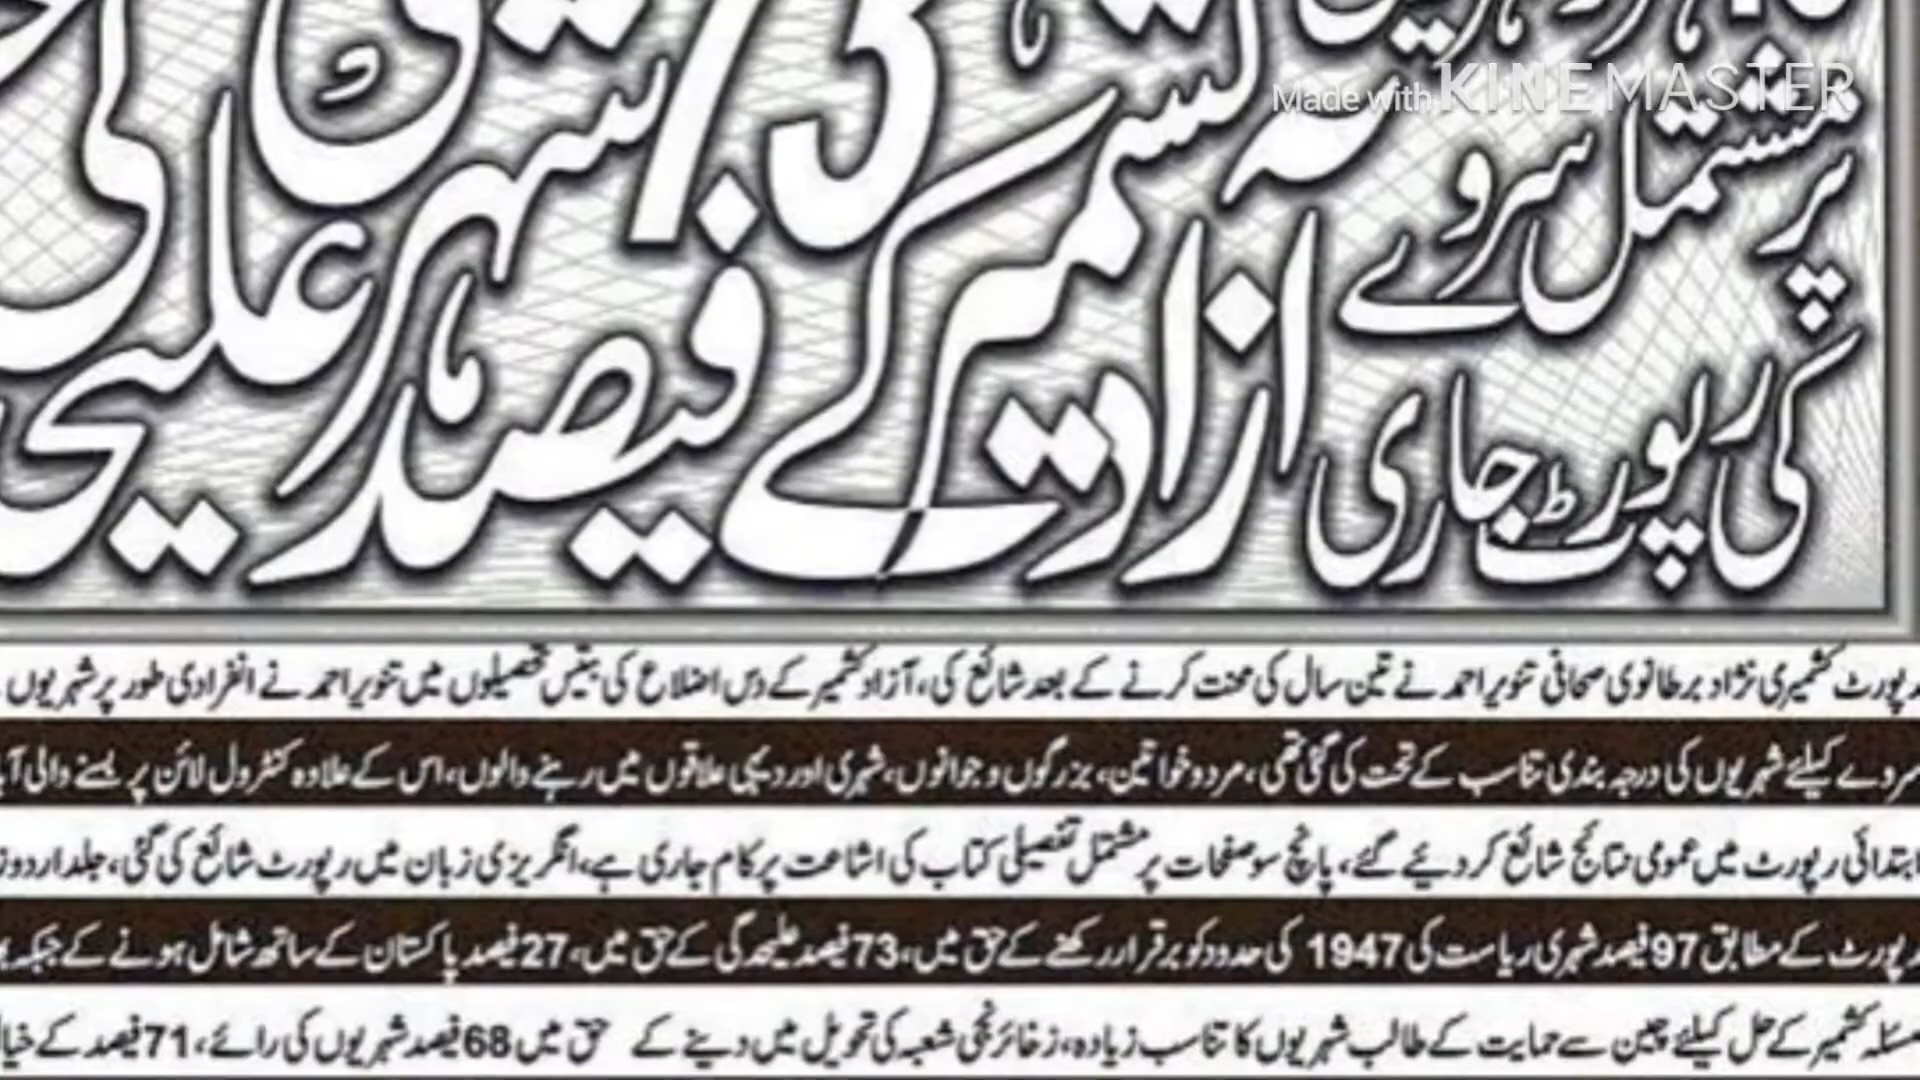 Made with KINEMASTER
پر مشتمل سروے
کی رپورٹ جاری
آزاد کشمیر کے فیصد شہری
رپورٹ کشمیری نژاد برطانوی صحافی تنویر احمد نے تین سال کی محنت کرنے کے بعد شائع کی، آزاد کشمیر کے دس اضلاع کی بتیس تحصیلوں میں تنویر احمد نے انفرادی طور پر شہریوں
سروے کیلئے شہریوں کی درجہ بندی تناسب کے تحت کی گئی تھی، مرد و خواتین، بزرگوں و جوانوں، شہری اور دیہی علاقوں میں رہنے والوں، اس کے علاوہ کنٹرول لائن پر بسنے والی
ابتدائی رپورٹ میں عمومی نتائج شائع کر دیئے گئے، پانچ سو صفحات پر مشتمل تفصیلی کتاب کی اشاعت پر کام جاری ہے، انگریزی زبان میں رپورٹ شائع کی گئی، جلد اردو
رپورٹ کے مطابق 97 فیصد شہری ریاست کی 1947 کی حدود کو برقرار رکھنے کے حق میں، 73 فیصد علیحدگی کے حق میں، 27 فیصد پاکستان کے ساتھ شامل ہونے کے جبکہ
مسئلہ کشمیر کے حل کیلئے چین سے حمایت کے طالب شہریوں کا تناسب زیادہ، زخائر نجی شعبہ کی تحویل میں دینے کے حق میں 68 فیصد شہریوں کی رائے، 71 فیصد کے